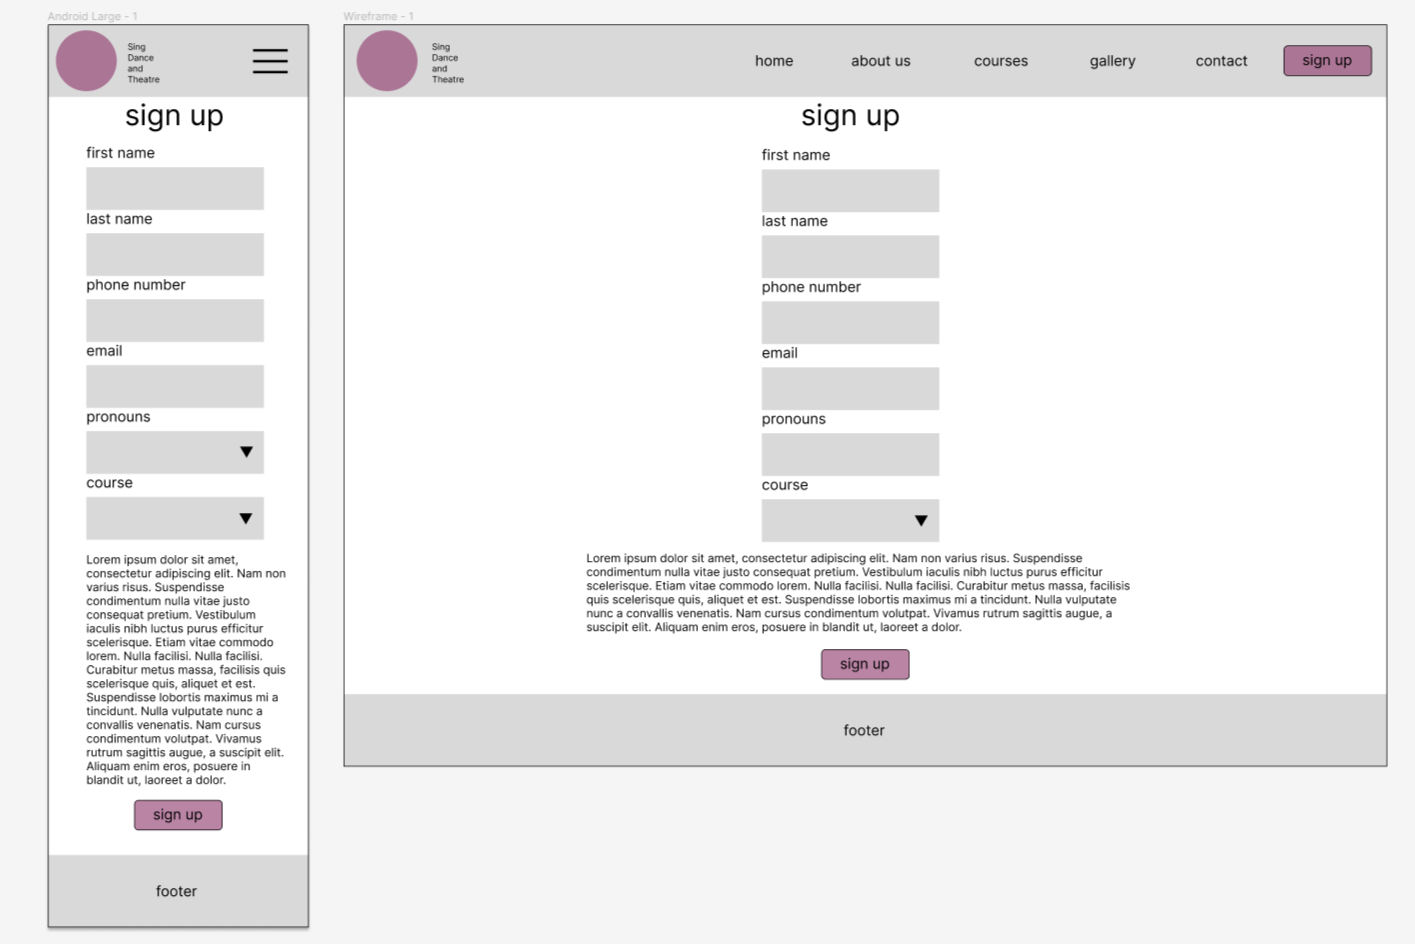 Android Large - 1
Sing
Dance
and
Theatre
sign up
first name
last name
phone number
email
pronouns
course
Lorem ipsum dolor sit amet,
consectetur adipiscing elit. Nam non
varius risus. Suspendisse
condimentum nulla vitae justo
consequat pretium. Vestibulum
iaculis nibh luctus purus efficitur
scelerisque. Etiam vitae commodo
lorem. Nulla facilisi. Nulla facilisi.
Curabitur metus massa, facilisis quis
scelerisque quis, aliquet et est.
Suspendisse lobortis maximus mi a
tincidunt. Nulla vulputate nunc a
convallis venenatis. Nam cursus
condimentum volutpat. Vivamus
rutrum sagittis augue, a suscipit elit.
Aliquam enim eros, posuere in
blandit ut, laoreet a dolor.
sign up
footer
Wireframe - 1
Sing
Dance
and
Theatre
home about us courses gallery contact sign up
sign up
first name
last name
phone number
email
pronouns
course
Lorem ipsum dolor sit amet, consectetur adipiscing elit. Nam non varius risus. Suspendisse
condimentum nulla vitae justo consequat pretium. Vestibulum iaculis nibh luctus purus efficitur
scelerisque. Etiam vitae commodo lorem. Nulla facilisi. Nulla facilisi. Curabitur metus massa, facilisis
quis scelerisque quis, aliquet et est. Suspendisse lobortis maximus mi a tincidunt. Nulla vulputate
nunc a convallis venenatis. Nam cursus condimentum volutpat. Vivamus rutrum sagittis augue, a
suscipit elit. Aliquam enim eros, posuere in blandit ut, laoreet a dolor.
sign up
footer